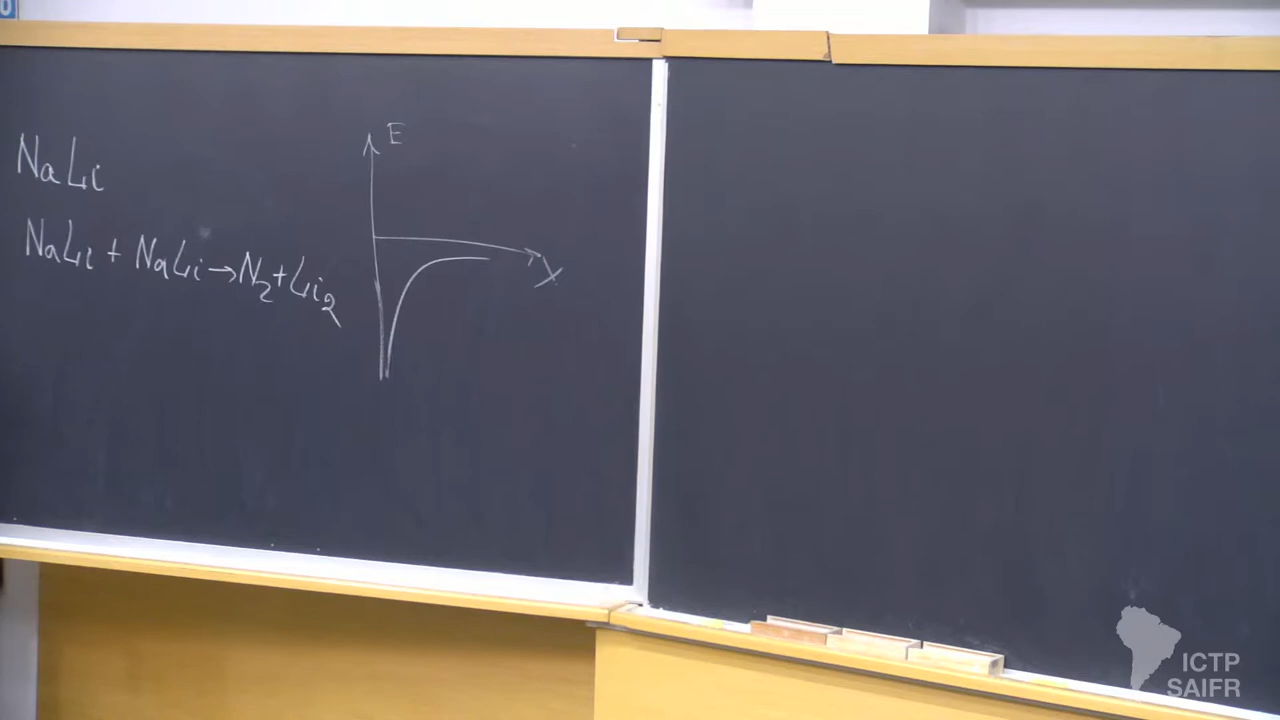 NaLi
NaLi + NaLi → N₂ + Li₂
E
ICTP
SAIFR